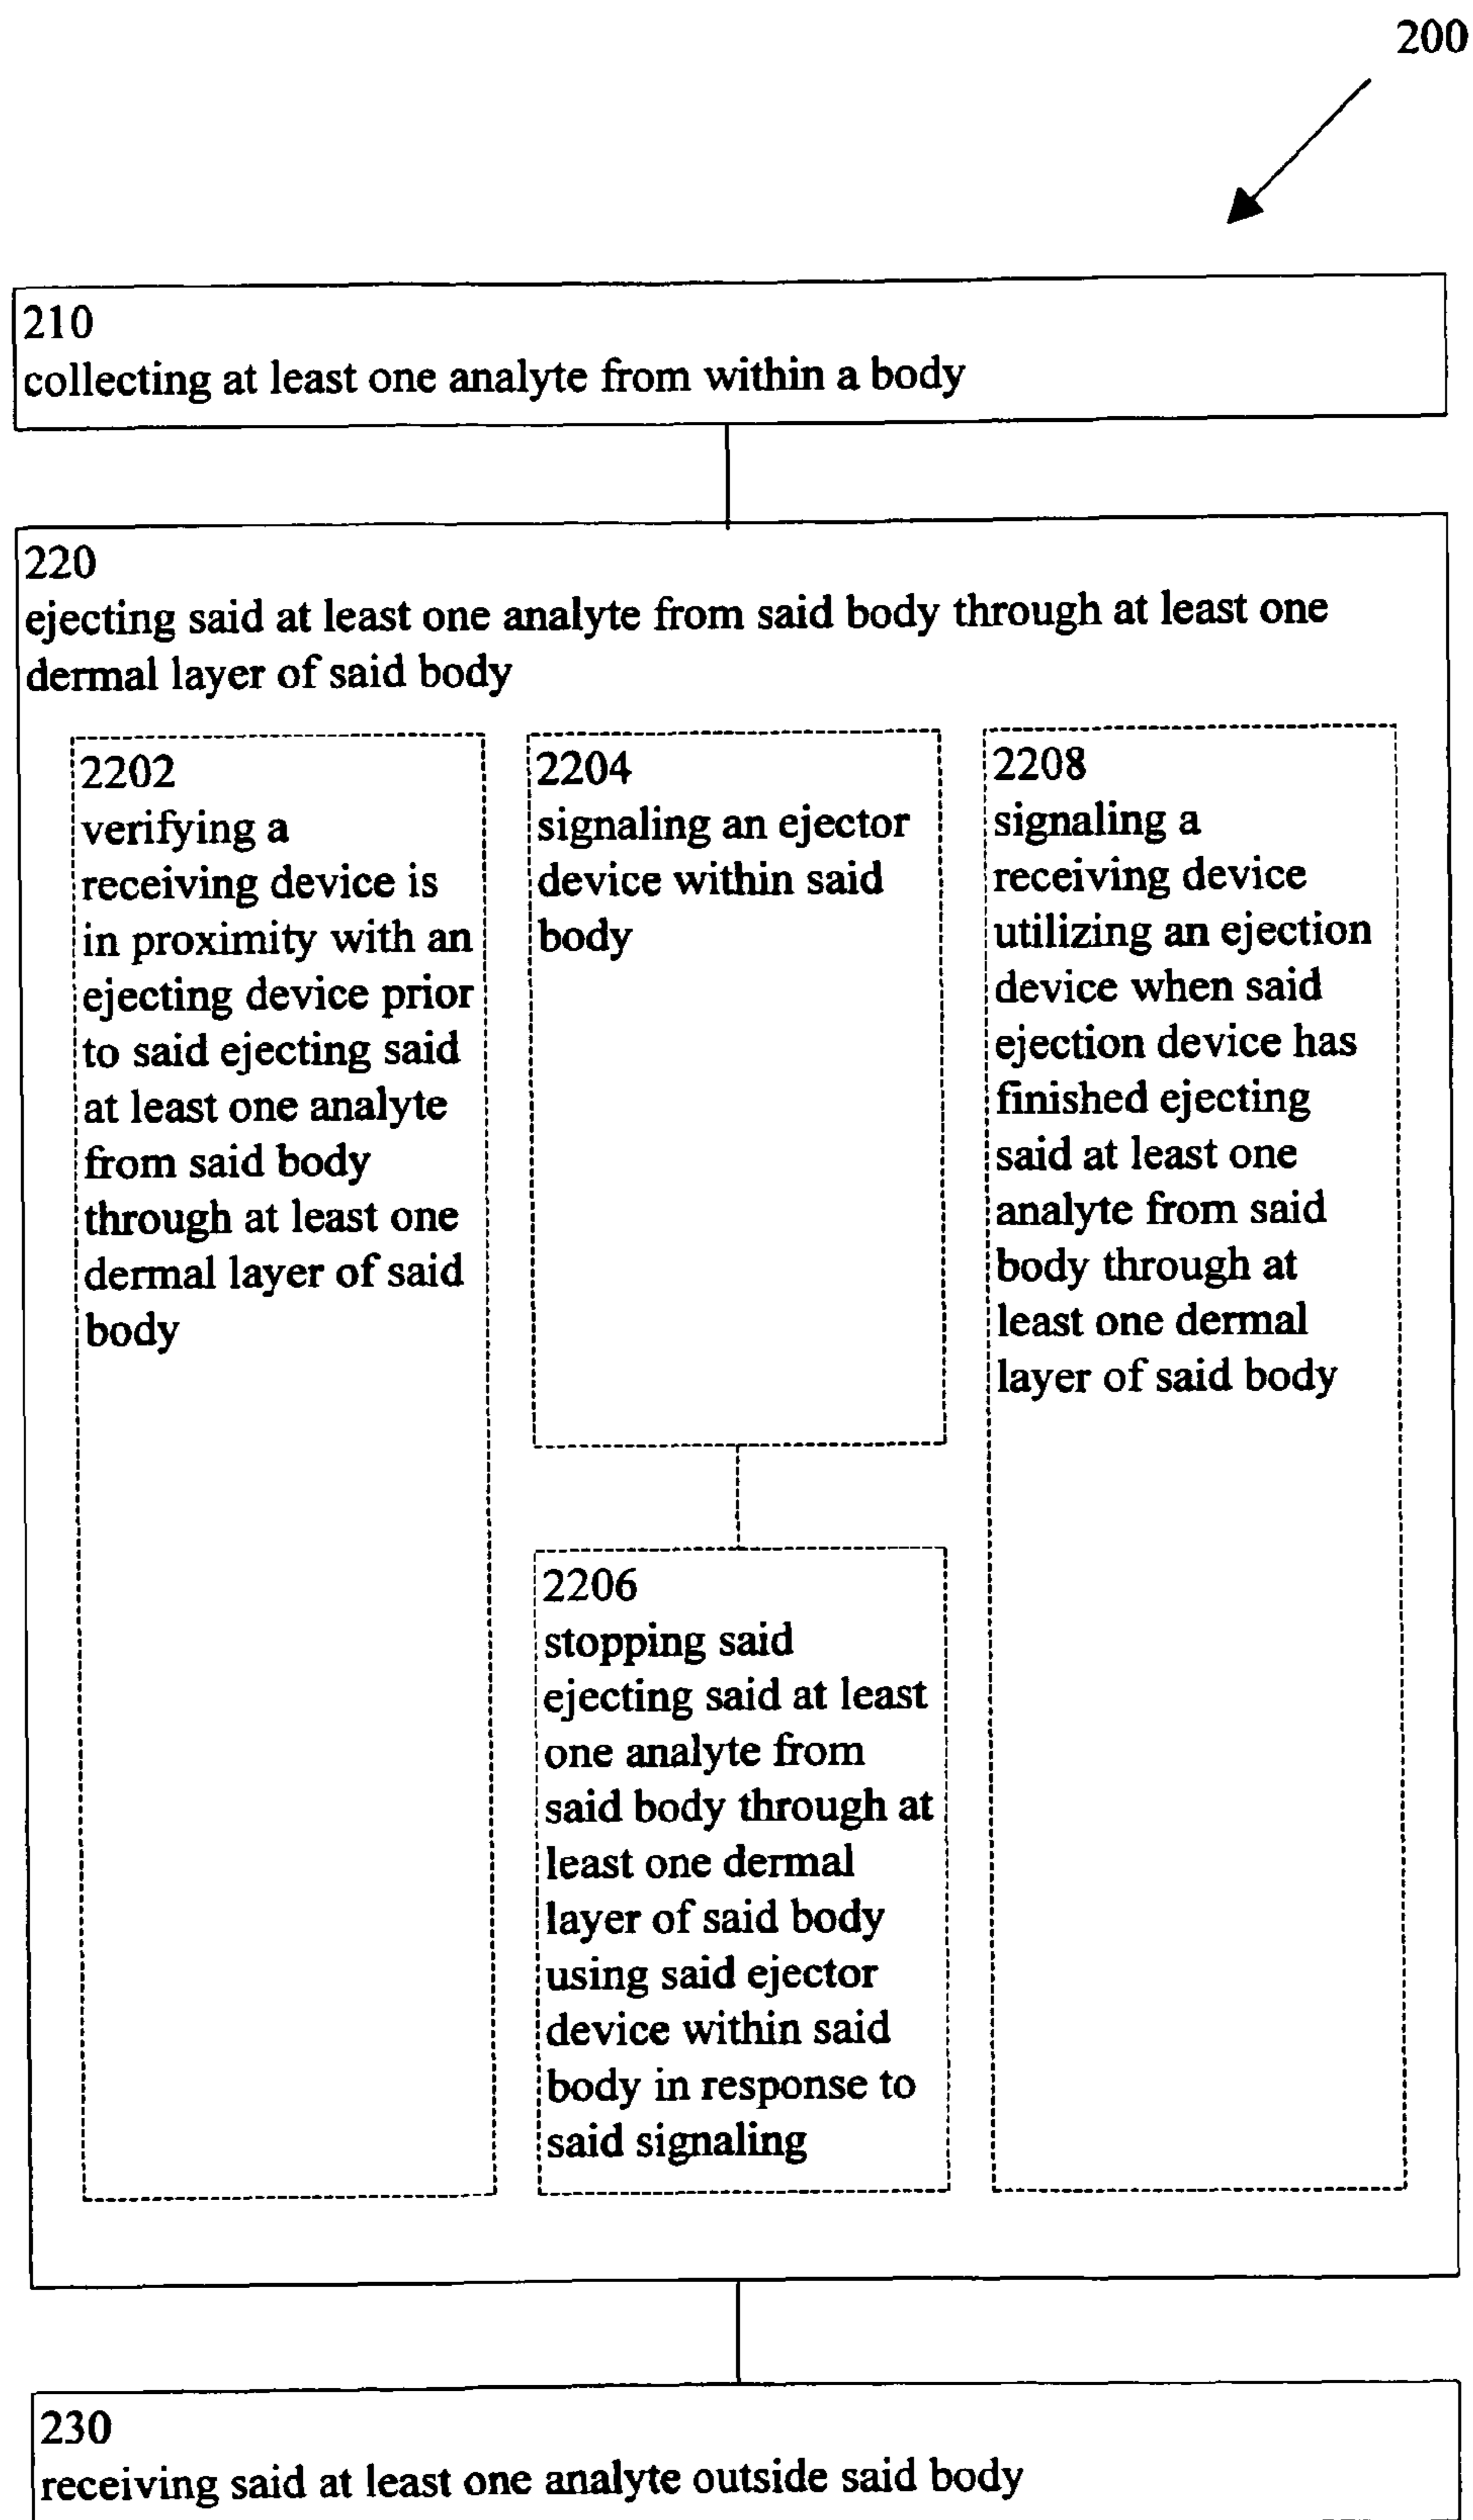 200
210
collecting at least one analyte from within a body
220
ejecting said at least one analyte from said body through at least one
dermal layer of said body
2202
verifying a
receiving device is
in proximity with an
ejecting device prior
to said ejecting said
at least one analyte
from said body
through at least one
dermal layer of said
body
2204
signaling an ejector
device within said
body
2206
stopping said
ejecting said at least
one analyte from
said body through at
least one dermal
layer of said body
using said ejector
device within said
body in response to
said signaling
2208
signaling a
receiving device
utilizing an ejection
device when said
ejection device has
finished ejecting
said at least one
analyte from said
body through at
least one dermal
layer of said body
230
receiving said at least one analyte outside said body